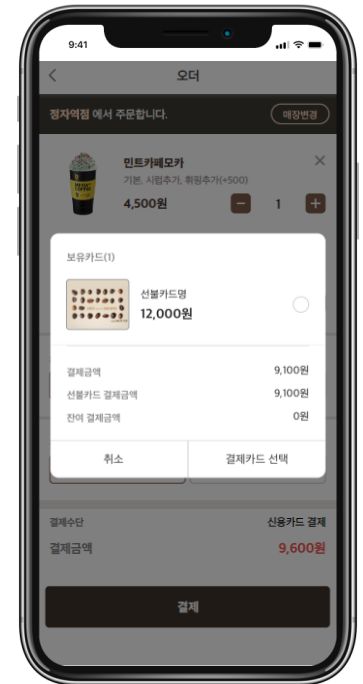 9:41
오더
정자역점 에서 주문합니다.
매장변경
민트카페모카
기본, 시럽추가, 휘핑추가(+500)
4,500원
1
보유카드(1)
선불카드명
12,000원
결제금액
9,100원
선불카드 결제금액
9,100원
잔여 결제금액
0원
취소
결제카드 선택
결제수단
신용카드 결제
결제금액
9,600원
결제